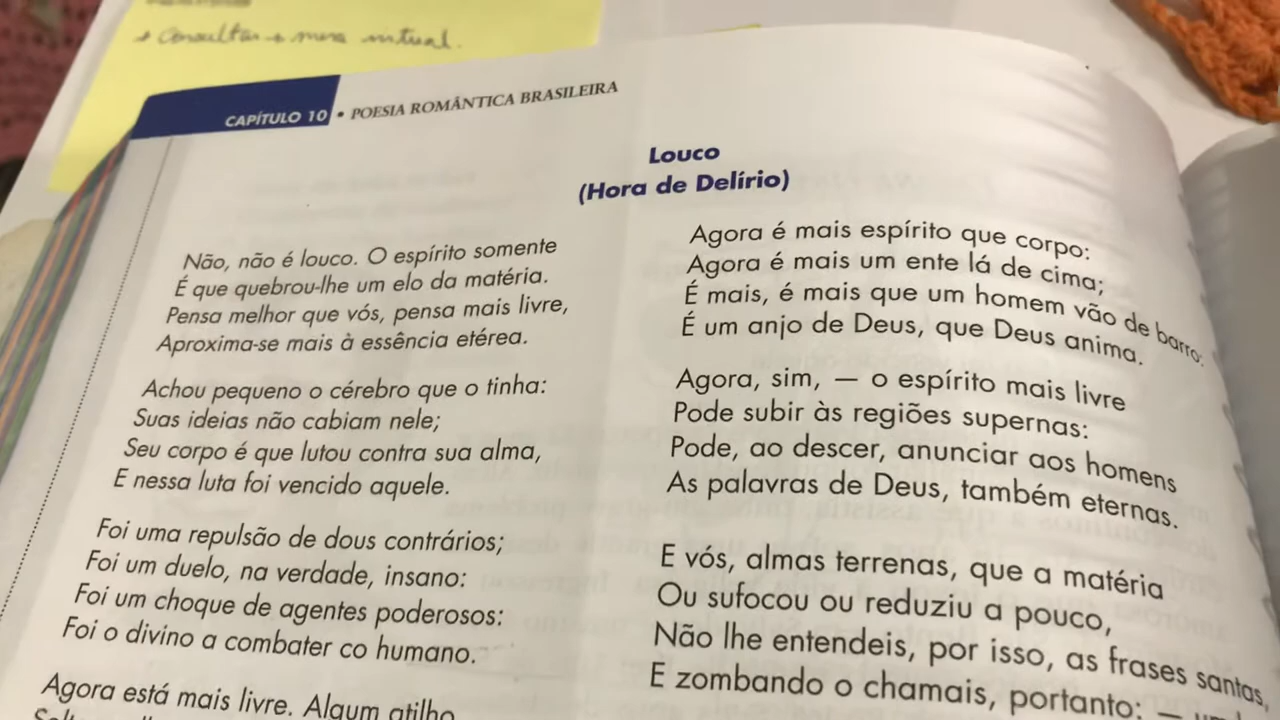 + Consultar
virtual.
CAPÍTULO 10 • POESIA ROMÂNTICA BRASILEIRA
Louco
(Hora de Delírio)
Não, não é louco. O espírito somente
É que quebrou-lhe um elo da matéria.
Pensa melhor que vós, pensa mais livre,
Aproxima-se mais à essência etérea.
Achou pequeno o cérebro que o tinha:
Suas ideias não cabiam nele;
Seu corpo é que lutou contra sua alma,
E nessa luta foi vencido aquele.
Foi uma repulsão de dous contrários;
Foi um duelo, na verdade, insano:
Foi um choque de agentes poderosos:
Foi o divino a combater co humano.
Agora está mais livre. Algum atilho
Agora é mais espírito que corpo:
Agora é mais um ente lá de cima;
É mais, é mais que um homem vão de barro:
É um anjo de Deus, que Deus anima.
Agora, sim, — o espírito mais livre
Pode subir às regiões supernas:
Pode, ao descer, anunciar aos homens
As palavras de Deus, também eternas.
E vós, almas terrenas, que a matéria
Ou sufocou ou reduziu a pouco,
Não lhe entendeis, por isso, as frases santas,
E zombando o chamais, portanto: —